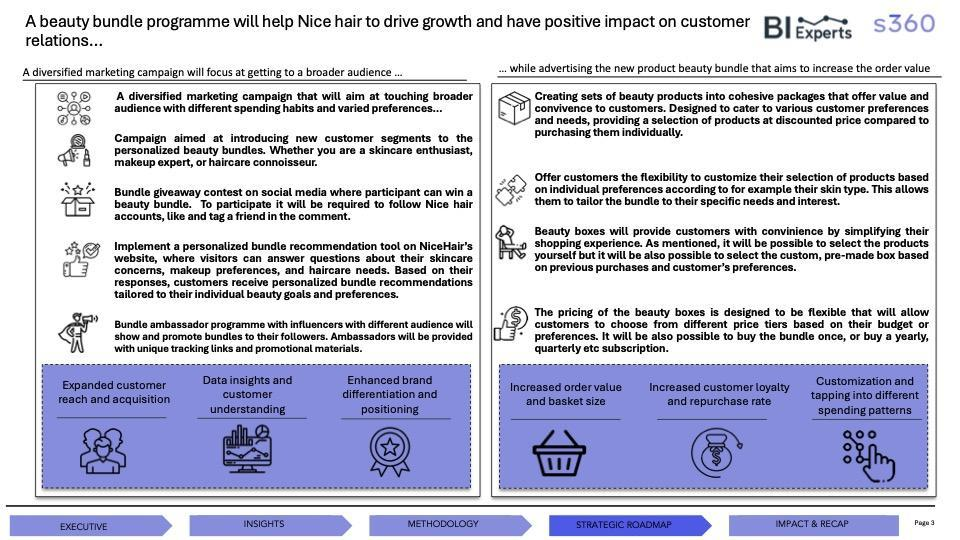 A beauty bundle programme will help Nice hair to drive growth and have positive impact on customer
relations...
BI Experts
s360
A diversified marketing campaign will focus at getting to a broader audience ...
A diversified marketing campaign that will aim at touching broader
audience with different spending habits and varied preferences...
Campaign aimed at introducing new customer segments to the
personalized beauty bundles. Whether you are a skincare enthusiast,
makeup expert, or haircare connoisseur.
Bundle giveaway contest on social media where participant can win a
beauty bundle. To participate it will be required to follow Nice hair
accounts, like and tag a friend in the comment.
Implement a personalized bundle recommendation tool on NiceHair's
website, where visitors can answer questions about their skincare
concerns, makeup preferences, and haircare needs. Based on their
responses, customers receive personalized bundle recommendations
tailored to their individual beauty goals and preferences.
Bundle ambassador programme with influencers with different audience will
show and promote bundles to their followers. Ambassadors will be provided
with unique tracking links and promotional materials.
Expanded customer
reach and acquisition
Data insights and
customer
understanding
Enhanced brand
differentiation and
positioning
... while advertising the new product beauty bundle that aims to increase the order value
Creating sets of beauty products into cohesive packages that offer value and
convivence to customers. Designed to cater to various customer preferences
and needs, providing a selection of products at discounted price compared to
purchasing them individually.
Offer customers the flexibility to customize their selection of products based
on individual preferences according to for example their skin type. This allows
them to tailor the bundle to their specific needs and interest.
Beauty boxes will provide customers with convinience by simplifying their
shopping experience. As mentioned, it will be possible to select the products
yourself but it will be also possible to select the custom, pre-made box based
on previous purchases and customer's preferences.
The pricing of the beauty boxes is designed to be flexible that will allow
customers to choose from different price tiers based on their budget or
preferences. It will be also possible to buy the bundle once, or buy a yearly,
quarterly etc subscription.
Increased order value
and basket size
Increased customer loyalty
and repurchase rate
Customization and
tapping into different
spending patterns
EXECUTIVE
INSIGHTS
METHODOLOGY
STRATEGIC ROADMAP
IMPACT & RECAP
Page 3